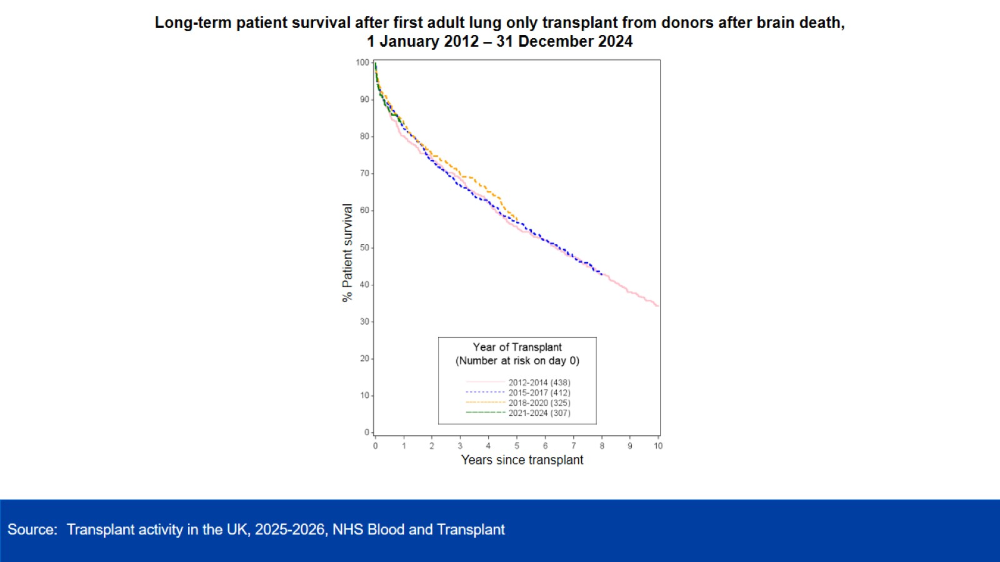 Long-term patient survival after first adult lung only transplant from donors after brain death,
1 January 2012 – 31 December 2024
100
90
80
70
60
50
40
30
20
10
0
% Patient survival
Year of Transplant
(Number at risk on day 0)
2012-2014 (438)
2015-2017 (412)
2018-2020 (325)
2021-2024 (307)
0 1 2 3 4 5 6 7 8 9 10
Years since transplant
Source: Transplant activity in the UK, 2025-2026, NHS Blood and Transplant